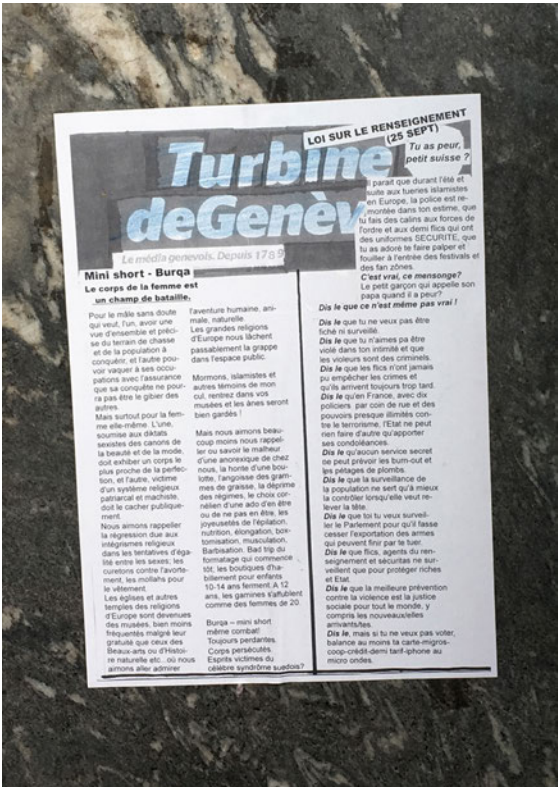 LOI SUR LE RENSEIGNEMENT
(25 SEPT)
Turbine
deGenèv
Le média genevois. Depuis 1789
Mini short - Burqa
Le corps de la femme est
un champ de bataille.
Pour le mâle sans doute
qui veut, l'un, avoir une
vue d'ensemble et préci-
se du terrain de chasse
et de la population à
conquérir, et l'autre pou-
voir vaquer à ses occu-
pations avec l'assurance
que sa conquête ne pour-
ra pas être le gibier des
autres.
Mais surtout pour la fem-
me elle-même. L'une,
soumise aux diktats
sexistes des canons de
la beauté et de la mode,
doit exhiber un corps le
plus proche de la perfec-
tion, et l'autre, victime
d'un système religieux
patriarcal et machiste,
doit le cacher publique-
ment.
Nous aimons rappeler
la régression due aux
intégrismes religieux
dans les tentatives d'éga-
lité entre les sexes; les
curetons contre l'avorte-
ment, les mollahs pour
le vêtement.
Les églises et autres
temples des religions
d'Europe sont devenues
des musées, bien moins
fréquentés malgré leur
gratuité que ceux des
Beaux-arts ou d'Histoi-
re naturelle etc...où nous
aimons aller admirer
l'aventure humaine, ani-
male, naturelle.
Les grandes religions
d'Europe nous lâchent
passablement la grappe
dans l'espace public.
Mormons, islamistes et
autres témoins de mon
cul, rentrez dans vos
musées et les ânes seront
bien gardés !
Mais nous aimons beau-
coup moins nous rappel-
ler ou savoir le malheur
d'une anorexique de chez
nous, la honte d'une bou-
lotte, l'angoisse des gram-
mes de graisse, la déprime
des régimes, le choix cor-
nélien d'une ado d'en être
ou de ne pas en être, les
joyeusetés de l'épilation,
nutrition, élongation, box-
tomisation, musculation,
Barbisation. Bad trip du
formatage qui commence
tôt; les boutiques d'ha-
billement pour enfants
10-14 ans ferment. A 12
ans, les gamines s'affublent
comme des femmes de 20.
Burqa – mini short
même combat!
Toujours perdantes.
Corps persécutés.
Esprits victimes du
célèbre syndrôme suédois?
Tu as peur,
petit suisse ?
Il parait que durant l'été et
suite aux tueries islamistes
en Europe, la police est re-
montée dans ton estime, que
tu fais des calins aux forces de
l'ordre et aux demi flics qui ont
des uniformes SECURITE, que
tu as adoré te faire palper et
fouiller à l'entrée des festivals et
des fan zônes.
C'est vrai, ce mensonge?
Le petit garçon qui appelle son
papa quand il a peur?
Dis le que ce n'est même pas vrai !
Dis le que tu ne veux pas être
fiché ni surveillé.
Dis le que tu n'aimes pa être
violé dans ton intimité et que
les violeurs sont des criminels.
Dis le que les flics n'ont jamais
pu empêcher les crimes et
qu'ils arrivent toujours trop tard.
Dis le qu'en France, avec dix
policiers par coin de rue et des
pouvoirs presque illimités con-
tre le terrorisme, l'Etat ne peut
rien faire d'autre qu'apporter
ses condoléances.
Dis le qu'aucun service secret
ne peut prévoir les burn-out et
les pétages de plombs.
Dis le que la surveillance de
la population ne sert qu'à mieux
la contrôler lorsqu'elle veut re-
lever la tête.
Dis le que toi tu veux surveil-
ler le Parlement pour qu'il fasse
cesser l'exportation des armes
qui peuvent finir par te tuer.
Dis le que flics, agents du ren-
seignement et sécuritas ne sur-
veillent que pour protéger riches
et Etat.
Dis le que la meilleure prévention
contre la violence est la justice
sociale pour tout le monde, y
compris les nouveaux/elles
arrivants/tes.
Dis le, mais si tu ne veux pas voter,
balance au moins ta carte-migros-
coop-crédit-demi tarif-iphone au
micro ondes.